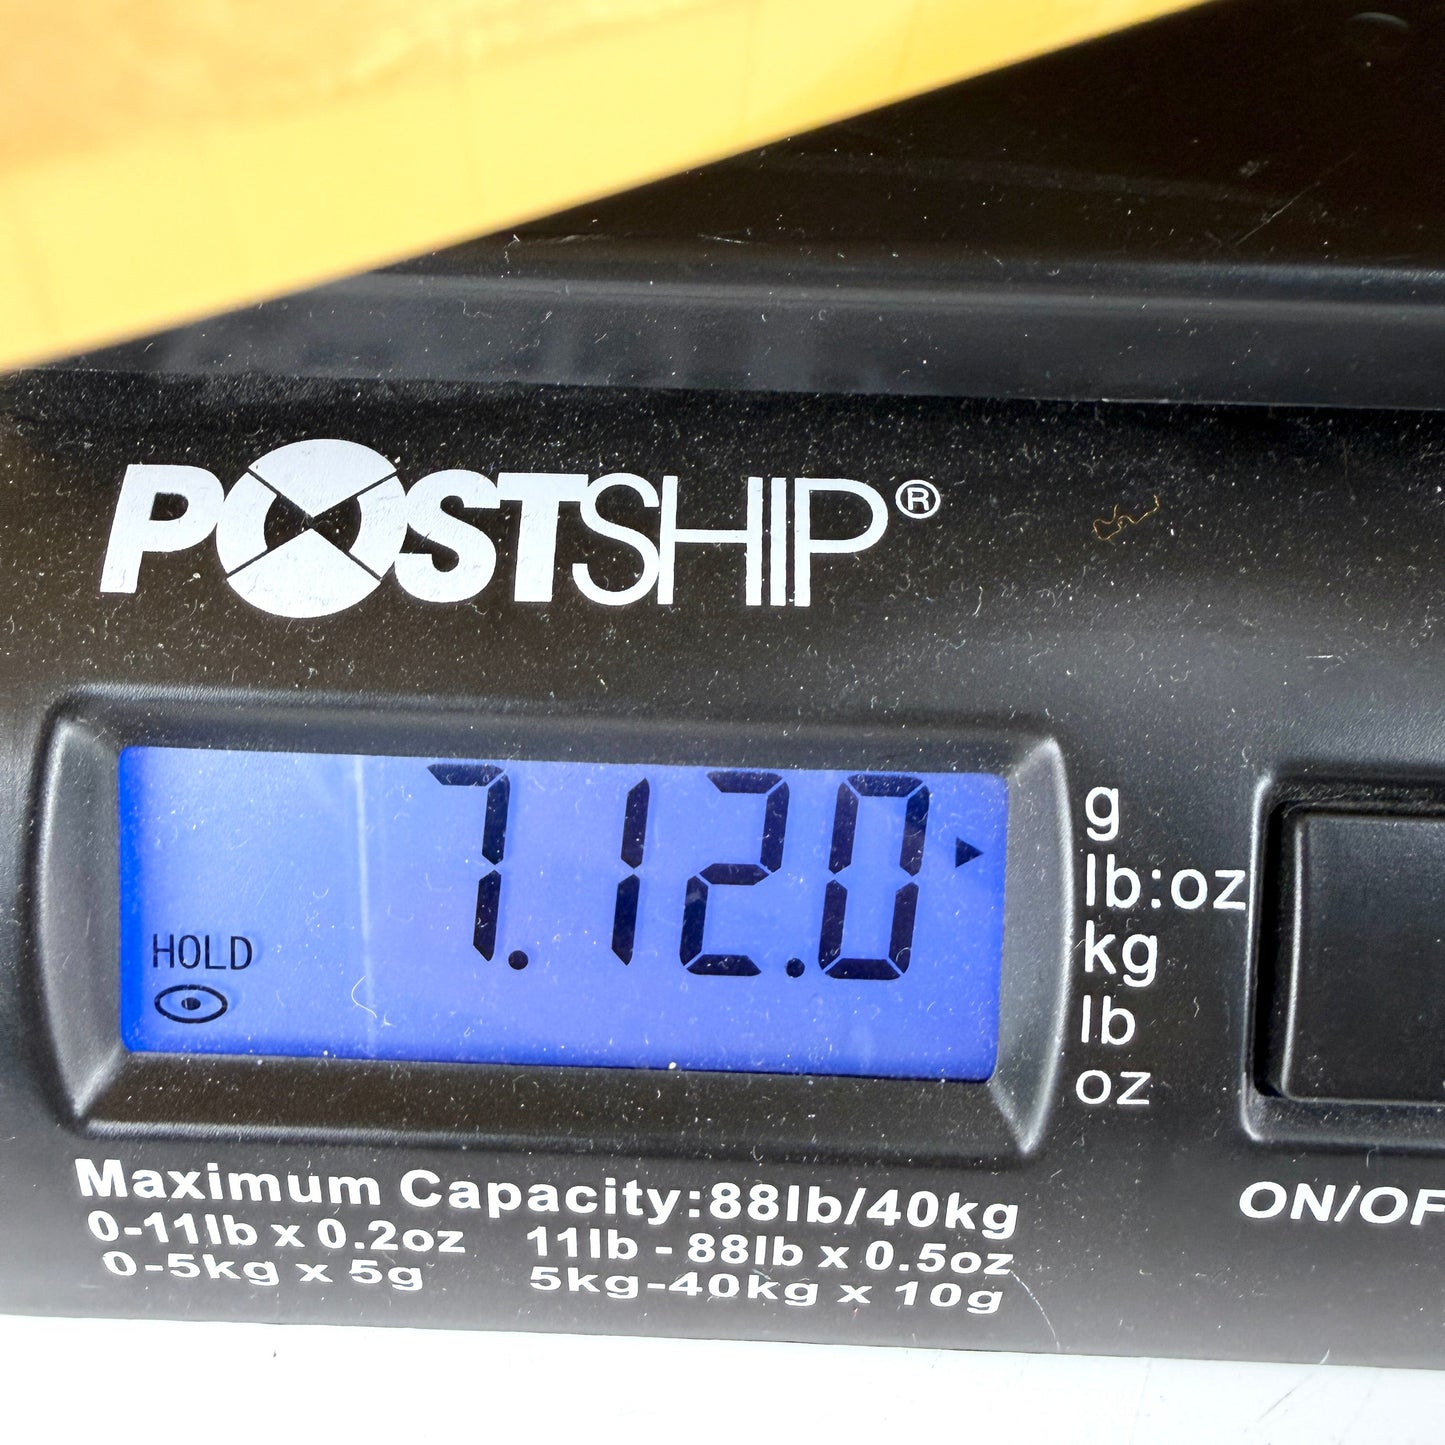 POSTSHIP®
7.12.0
HOLD
g
lb:oz
kg
lb
oz
Maximum Capacity:88lb/40kg
0-11lb x 0.2oz 11lb - 88lb x 0.5oz
0-5kg x 5g 5kg-40kg x 10g
ON/OF